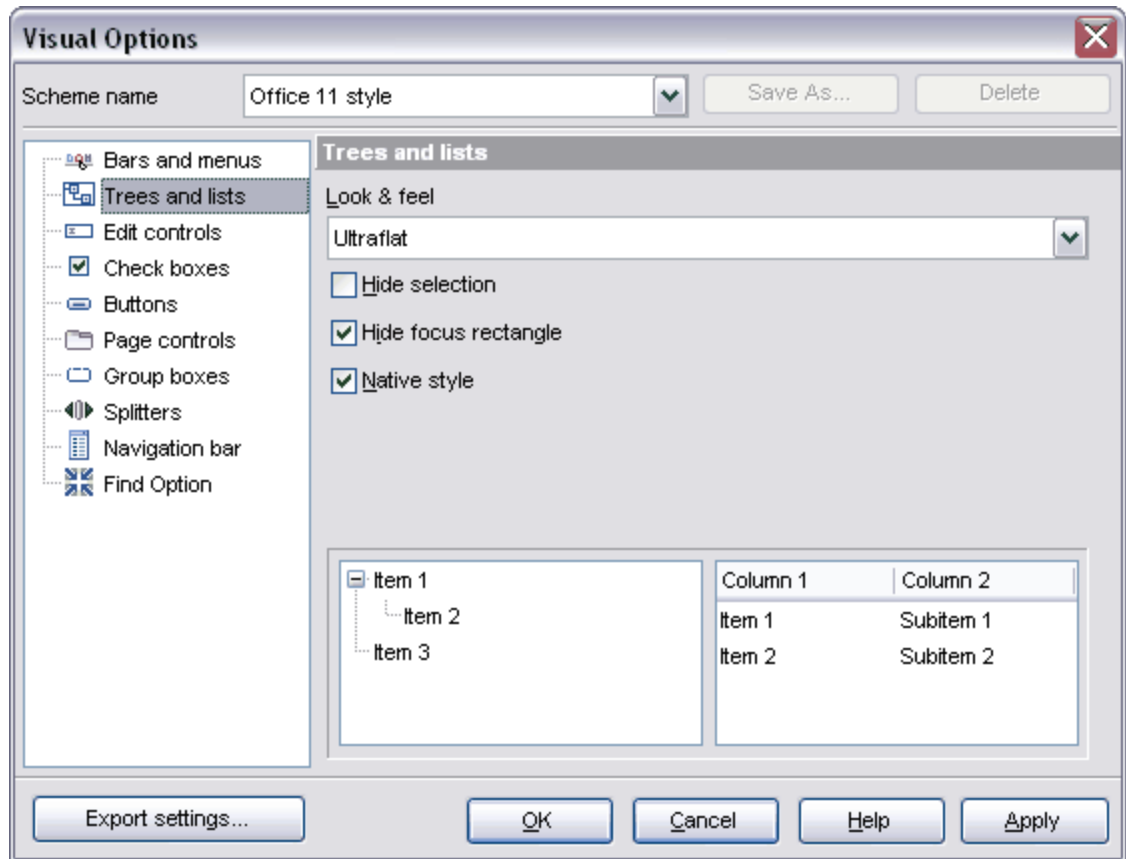 Visual Options
Scheme name
Office 11 style
Save As...
Delete
Bars and menus
Trees and lists
Edit controls
Check boxes
Buttons
Page controls
Group boxes
Splitters
Navigation bar
Find Option
Trees and lists
Look & feel
Ultraflat
Hide selection
Hide focus rectangle
Native style
Item 1
Item 2
Item 3
Column 1 Column 2
Item 1 Subitem 1
Item 2 Subitem 2
Export settings...
OK
Cancel
Help
Apply